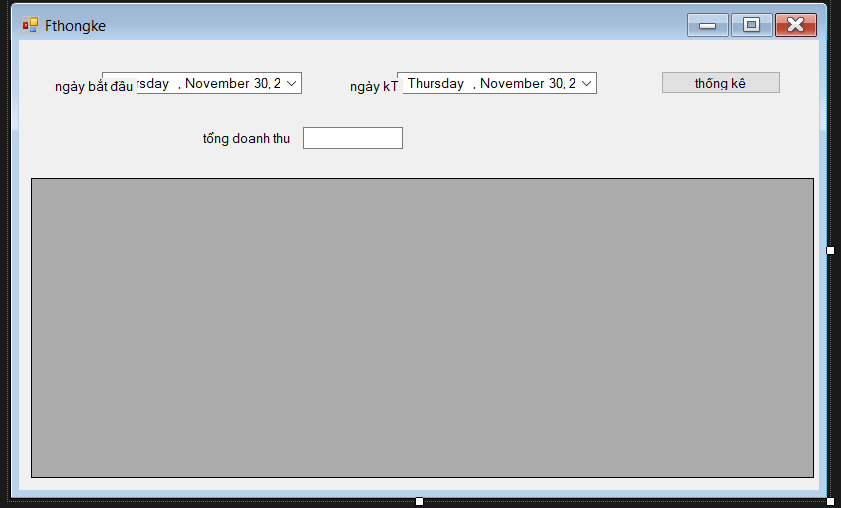 Fthongke
ngày bắt đầu rsday , November 30, 2 ngày kT Thursday , November 30, 2 thống kê
tổng doanh thu